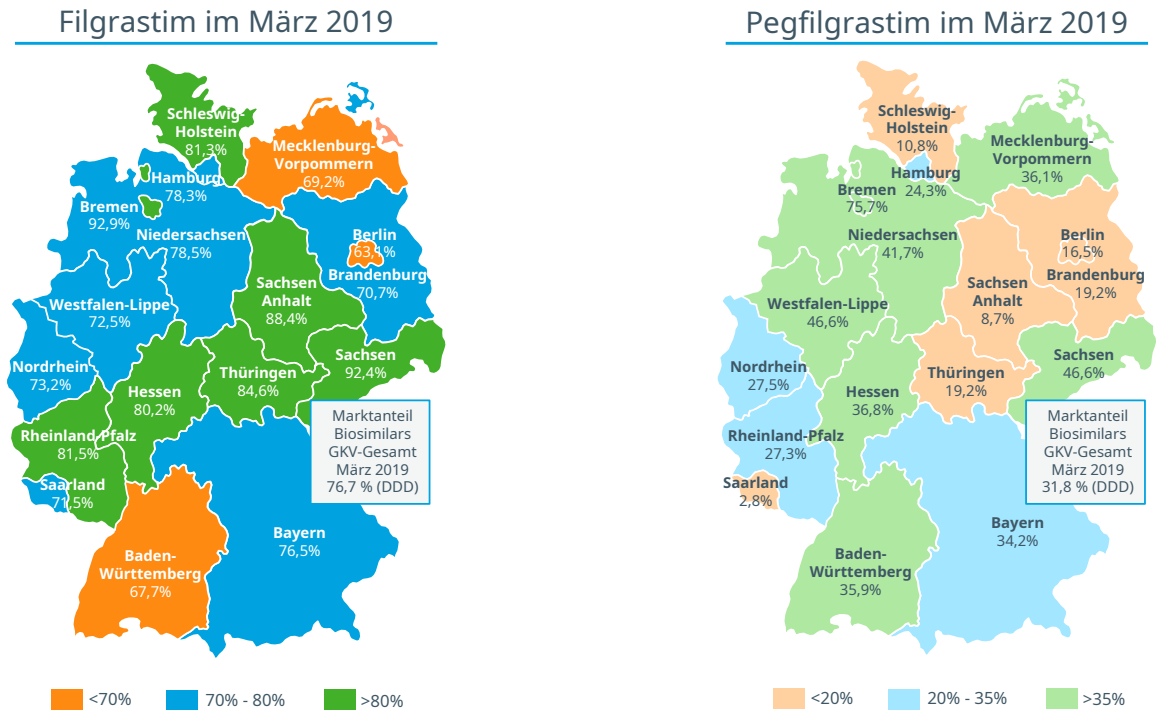 Filgrastim im März 2019
Schleswig-
Holstein
81,3%
Mecklenburg-
Vorpommern
69,2%
Hamburg
78,3%
Bremen
92,9%
Niedersachsen
78,5%
Berlin
63,1%
Brandenburg
70,7%
Sachsen
Anhalt
88,4%
Westfalen-Lippe
72,5%
Nordrhein
73,2%
Hessen
80,2%
Thüringen
84,6%
Sachsen
92,4%
Rheinland-Pfalz
81,5%
Saarland
71,5%
Bayern
76,5%
Baden-
Württemberg
67,7%
Marktanteil
Biosimilars
GKV-Gesamt
März 2019
76,7 % (DDD)
<70%
70% - 80%
>80%
Pegfilgrastim im März 2019
Schleswig-
Holstein
10,8%
Mecklenburg-
Vorpommern
36,1%
Hamburg
24,3%
Bremen
75,7%
Niedersachsen
41,7%
Berlin
16,5%
Brandenburg
19,2%
Sachsen
Anhalt
8,7%
Westfalen-Lippe
46,6%
Nordrhein
27,5%
Hessen
36,8%
Thüringen
19,2%
Sachsen
46,6%
Rheinland-Pfalz
27,3%
Saarland
2,8%
Bayern
34,2%
Baden-
Württemberg
35,9%
Marktanteil
Biosimilars
GKV-Gesamt
März 2019
31,8 % (DDD)
<20%
20% - 35%
>35%